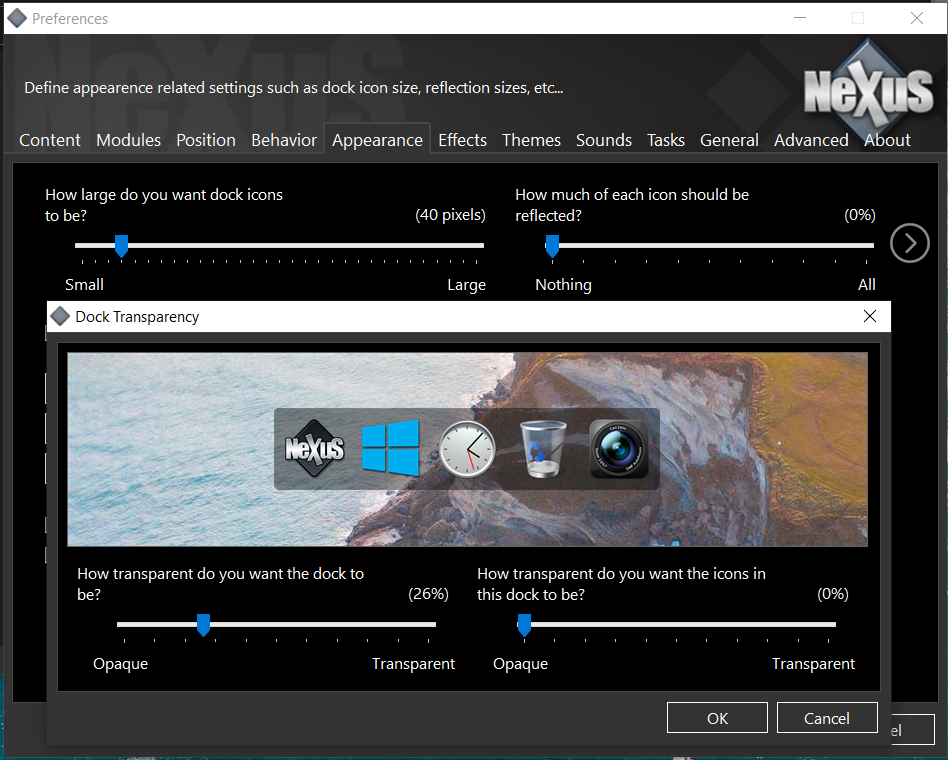 Preferences
Define appearence related settings such as dock icon size, reflection sizes, etc...
NeXuS
Content Modules Position Behavior Appearance Effects Themes Sounds Tasks General Advanced About
How large do you want dock icons
to be?
(40 pixels)
Small Large
How much of each icon should be
reflected?
(0%)
Nothing All
Dock Transparency
NeXuS
How transparent do you want the dock to
be?
(26%)
Opaque Transparent
How transparent do you want the icons in
this dock to be?
(0%)
Opaque Transparent
OK Cancel
el